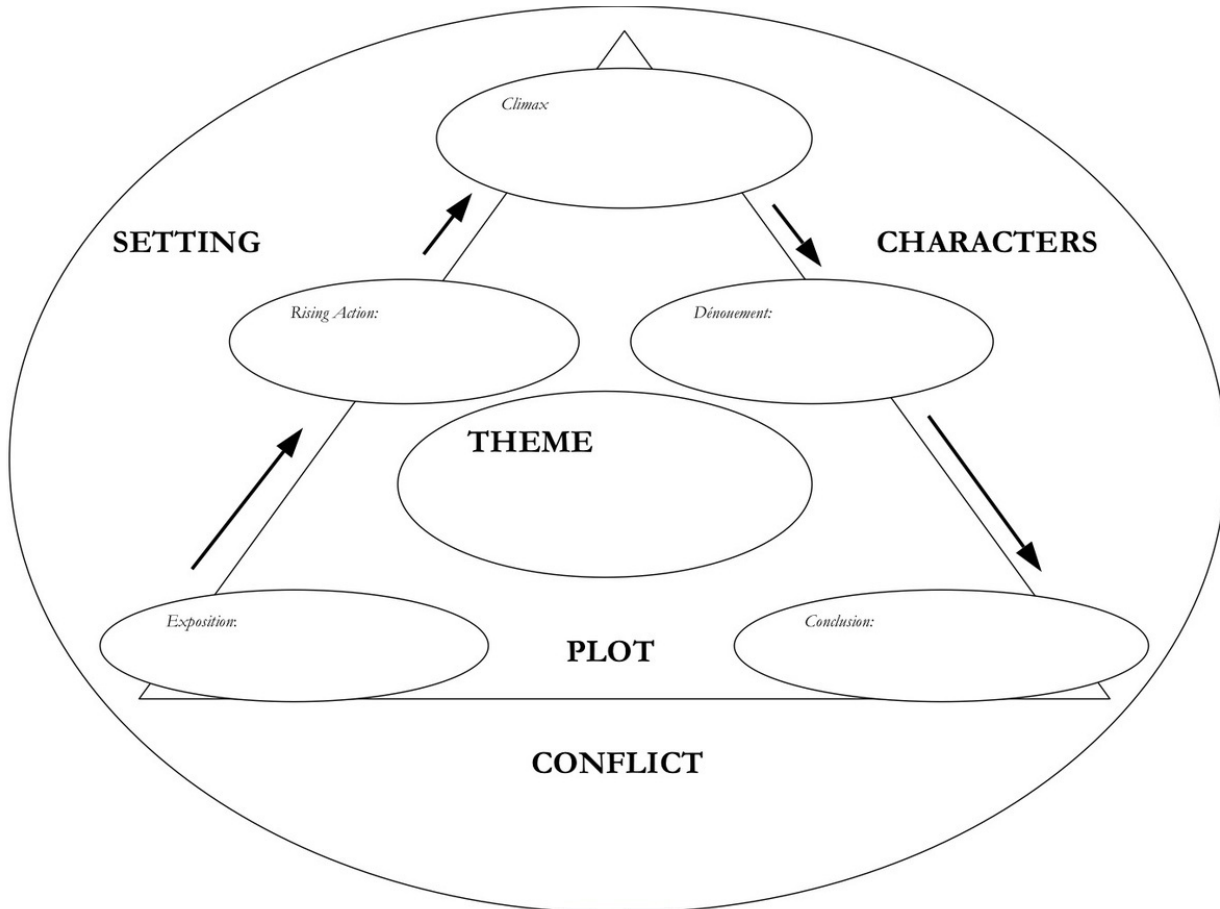 Climax
SETTING
CHARACTERS
Rising Action:
Dénouement:
THEME
Exposition:
Conclusion:
PLOT
CONFLICT